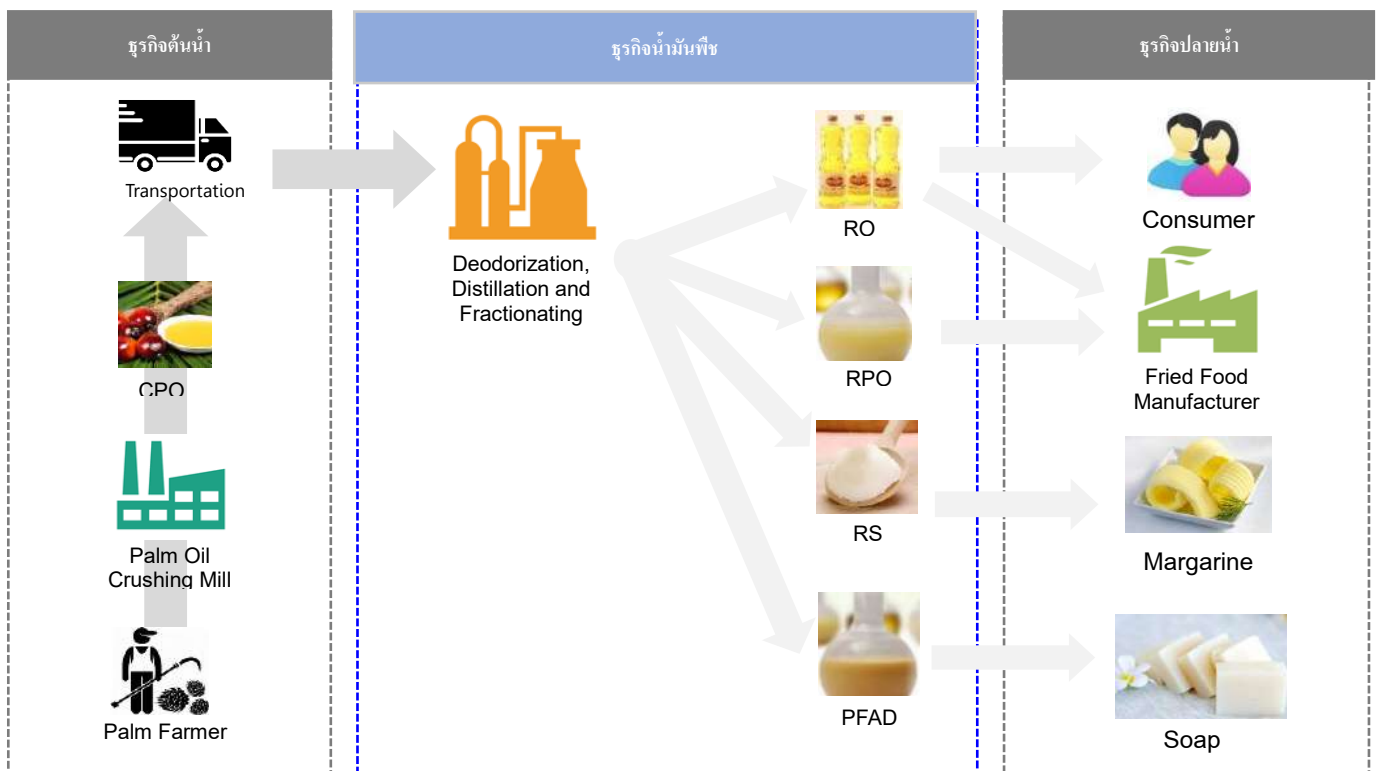 ธุรกิจต้นน้ำ
ธุรกิจน้ำมันพืช
ธุรกิจปลายน้ำ
Transportation
CPO
Palm Oil
Crushing Mill
Palm Farmer
Deodorization,
Distillation and
Fractionating
RO
RPO
RS
PFAD
Consumer
Fried Food
Manufacturer
Margarine
Soap